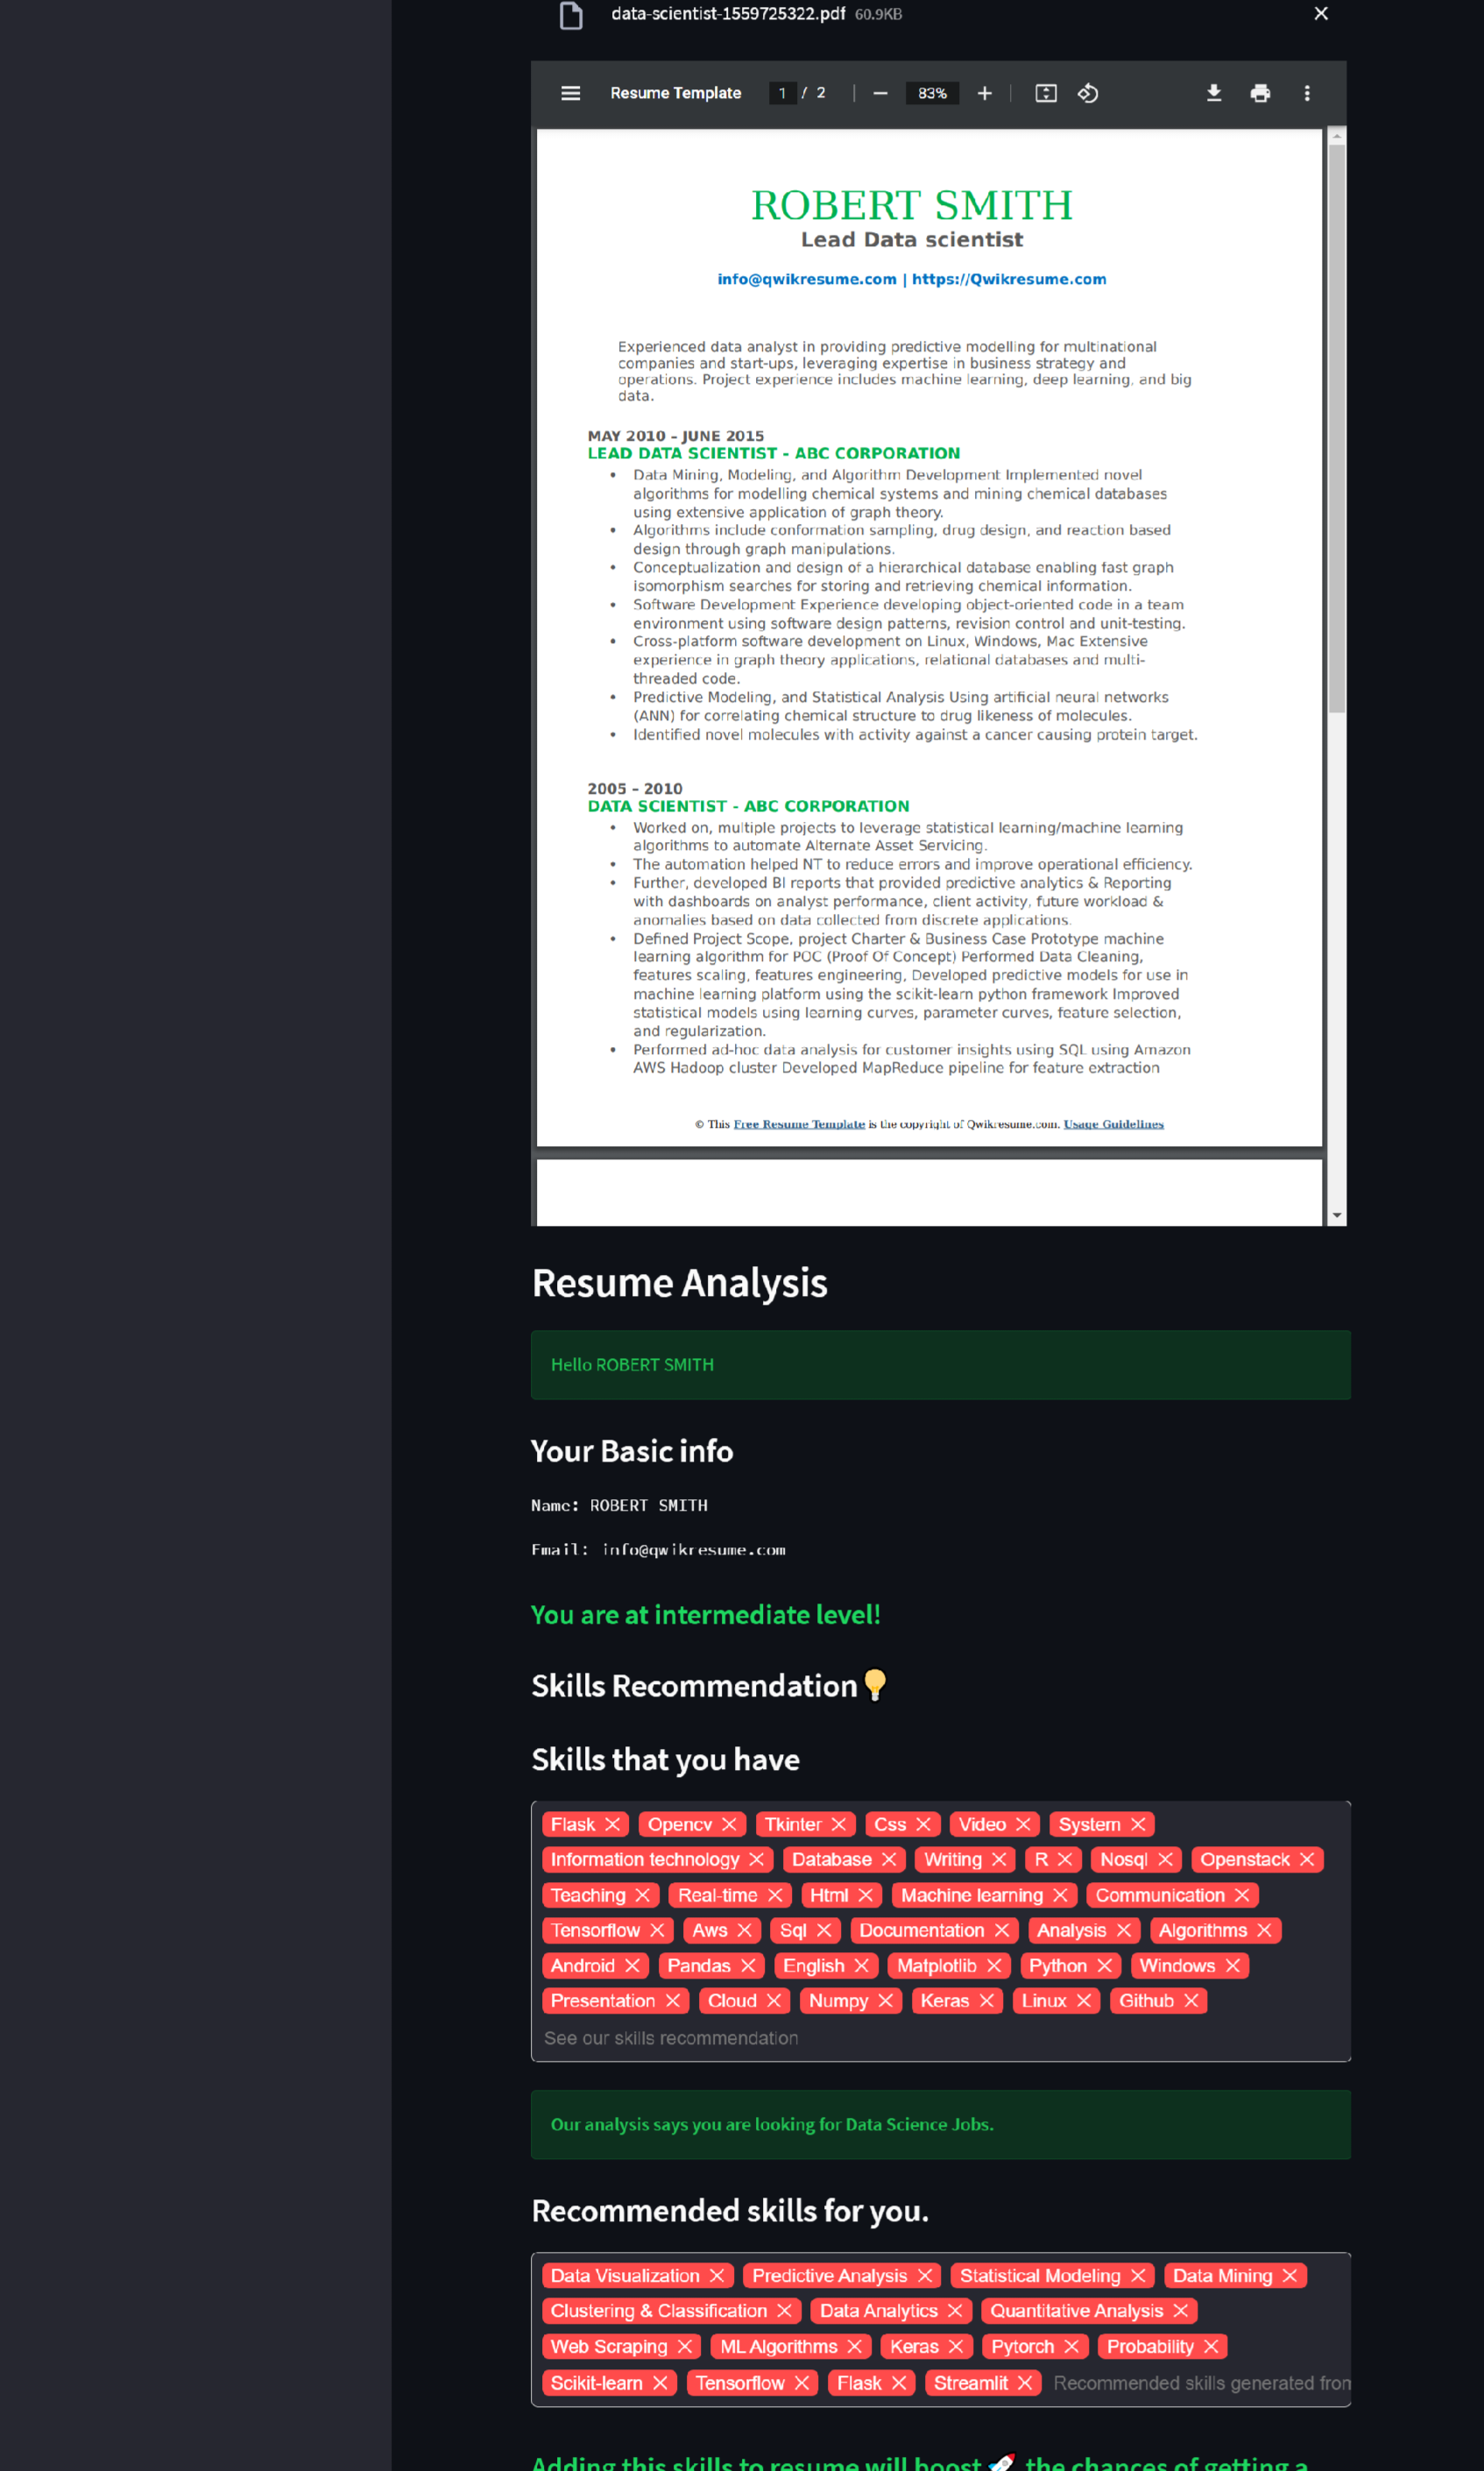 data-scientist-1559725322.pdf 60.9KB
Resume Template 1 / 2 83%
ROBERT SMITH
Lead Data scientist
info@qwikresume.com | https://Qwikresume.com
Experienced data analyst in providing predictive modelling for multinational
companies and start-ups, leveraging expertise in business strategy and
operations. Project experience includes machine learning, deep learning, and big
data.
MAY 2010 – JUNE 2015
LEAD DATA SCIENTIST - ABC CORPORATION
• Data Mining, Modeling, and Algorithm Development Implemented novel
algorithms for modelling chemical systems and mining chemical databases
using extensive application of graph theory.
• Algorithms include conformation sampling, drug design, and reaction based
design through graph manipulations.
• Conceptualization and design of a hierarchical database enabling fast graph
isomorphism searches for storing and retrieving chemical information.
• Software Development Experience developing object-oriented code in a team
environment using software design patterns, revision control and unit-testing.
• Cross-platform software development on Linux, Windows, Mac Extensive
experience in graph theory applications, relational databases and multi-
threaded code.
• Predictive Modeling, and Statistical Analysis Using artificial neural networks
(ANN) for correlating chemical structure to drug likeness of molecules.
• Identified novel molecules with activity against a cancer causing protein target.
2005 – 2010
DATA SCIENTIST - ABC CORPORATION
• Worked on, multiple projects to leverage statistical learning/machine learning
algorithms to automate Alternate Asset Servicing.
• The automation helped NT to reduce errors and improve operational efficiency.
• Further, developed BI reports that provided predictive analytics & Reporting
with dashboards on analyst performance, client activity, future workload &
anomalies based on data collected from discrete applications.
• Defined Project Scope, project Charter & Business Case Prototype machine
learning algorithm for POC (Proof Of Concept) Performed Data Cleaning,
features scaling, features engineering, Developed predictive models for use in
machine learning platform using the scikit-learn python framework Improved
statistical models using learning curves, parameter curves, feature selection,
and regularization.
• Performed ad-hoc data analysis for customer insights using SQL using Amazon
AWS Hadoop cluster Developed MapReduce pipeline for feature extraction
© This Free Resume Template is the copyright of Qwikresume.com. Usage Guidelines
Resume Analysis
Hello ROBERT SMITH
Your Basic info
Name: ROBERT SMITH
Email: info@qwikresume.com
You are at intermediate level!
Skills Recommendation💡
Skills that you have
Flask Opencv Tkinter Css Video System
Information technology Database Writing R Nosql Openstack
Teaching Real-time Html Machine learning Communication
Tensorflow Aws Sql Documentation Analysis Algorithms
Android Pandas English Matplotlib Python Windows
Presentation Cloud Numpy Keras Linux Github
See our skills recommendation
Our analysis says you are looking for Data Science Jobs.
Recommended skills for you.
Data Visualization Predictive Analysis Statistical Modeling Data Mining
Clustering & Classification Data Analytics Quantitative Analysis
Web Scraping ML Algorithms Keras Pytorch Probability
Scikit-learn Tensorflow Flask Streamlit Recommended skills generated from
Adding this skills to resume will boost🚀 the chances of getting a